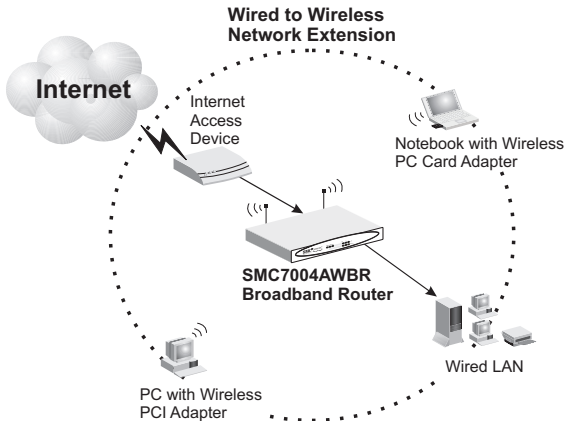 Wired to Wireless
Network Extension
Internet
Internet
Access
Device
Notebook with Wireless
PC Card Adapter
SMC7004AWBR
Broadband Router
Wired LAN
PC with Wireless
PCI Adapter